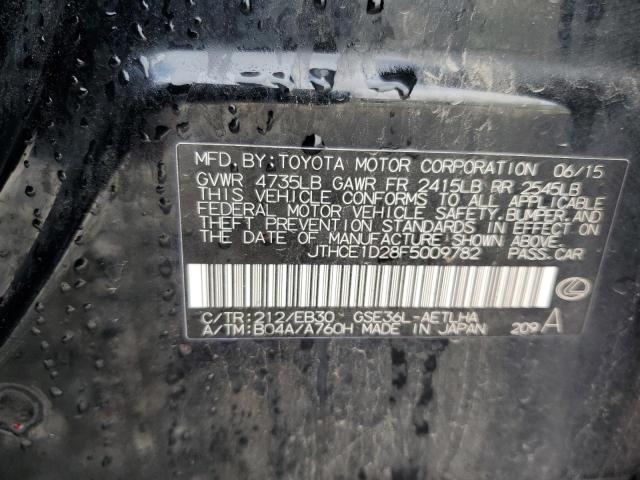 MFD. BY: TOYOTA MOTOR CORPORATION 06/15
GVWR 4735LB GAWR FR 2415LB RR 2545LB
THIS VEHICLE CONFORMS TO ALL APPLICABLE
FEDERAL MOTOR VEHICLE SAFETY, BUMPER, AND
THEFT PREVENTION STANDARDS IN EFFECT ON
THE DATE OF MANUFACTURE SHOWN ABOVE.
JTHCE1D28F5009782 PASS. CAR
C/TR: 212/EB30 GSE36L-AETLHA
A/TM: B04A/A760H MADE IN JAPAN 209 A